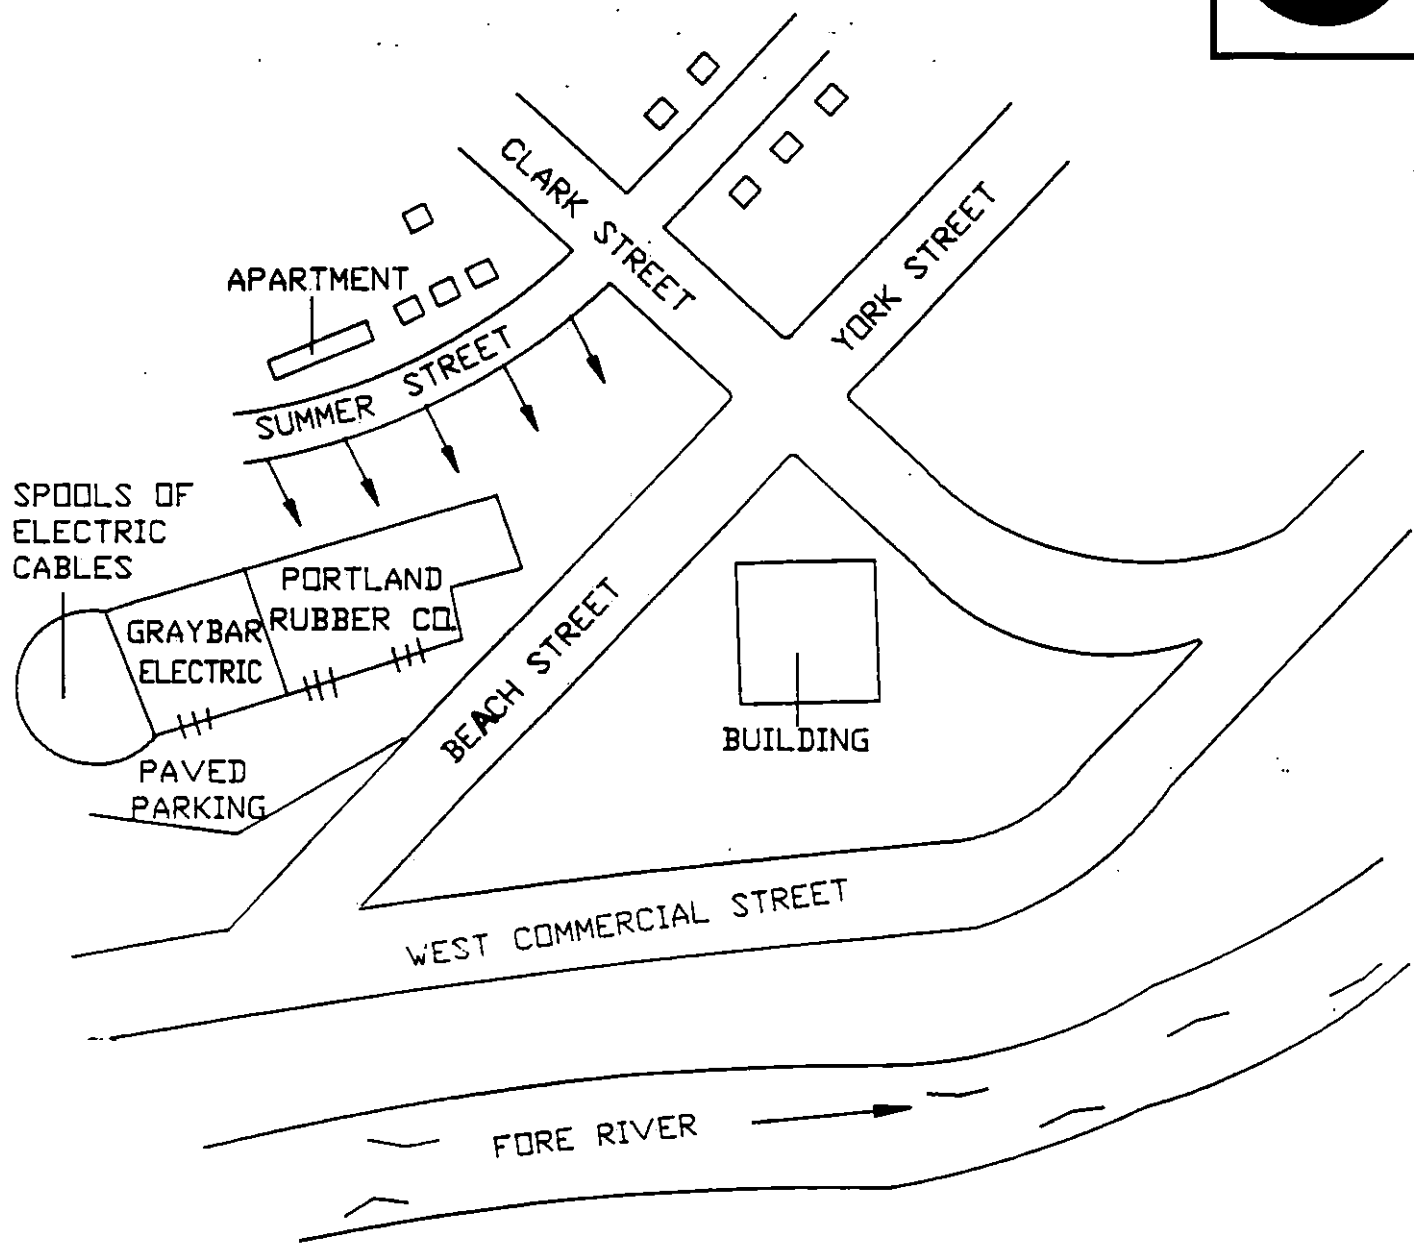 CLARK STREET
YORK STREET
APARTMENT
SUMMER STREET
SPOOLS OF
ELECTRIC
CABLES
PORTLAND
RUBBER CO.
GRAYBAR
ELECTRIC
BEACH STREET
BUILDING
PAVED
PARKING
WEST COMMERCIAL STREET
FORE RIVER